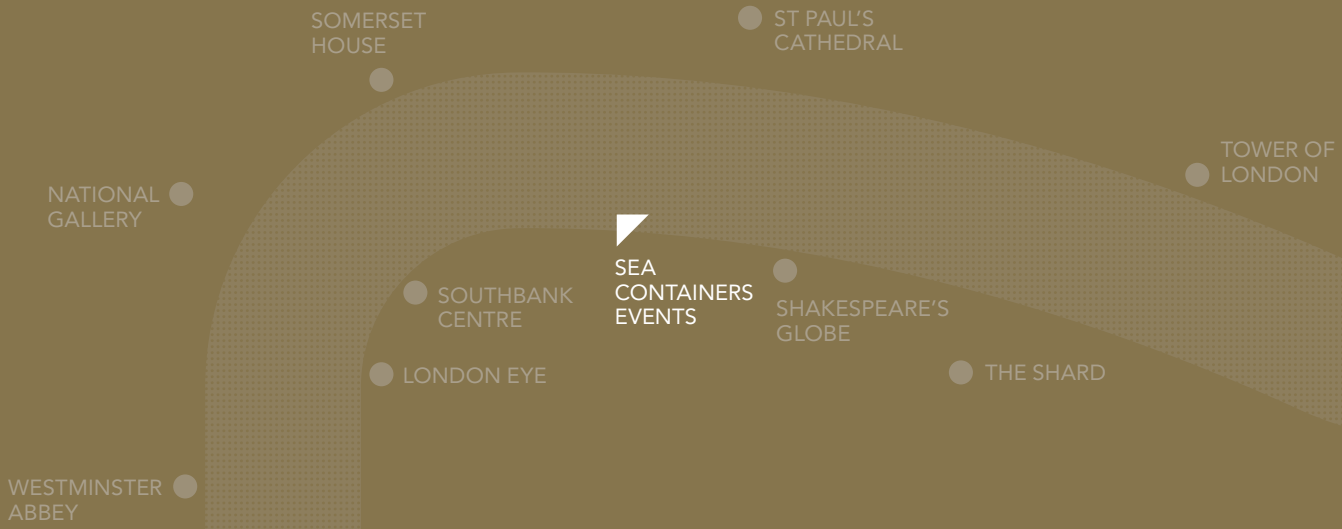 SOMERSET
HOUSE
ST PAUL'S
CATHEDRAL
TOWER OF
LONDON
NATIONAL
GALLERY
SEA
CONTAINERS
EVENTS
SOUTHBANK
CENTRE
SHAKESPEARE'S
GLOBE
LONDON EYE
THE SHARD
WESTMINSTER
ABBEY